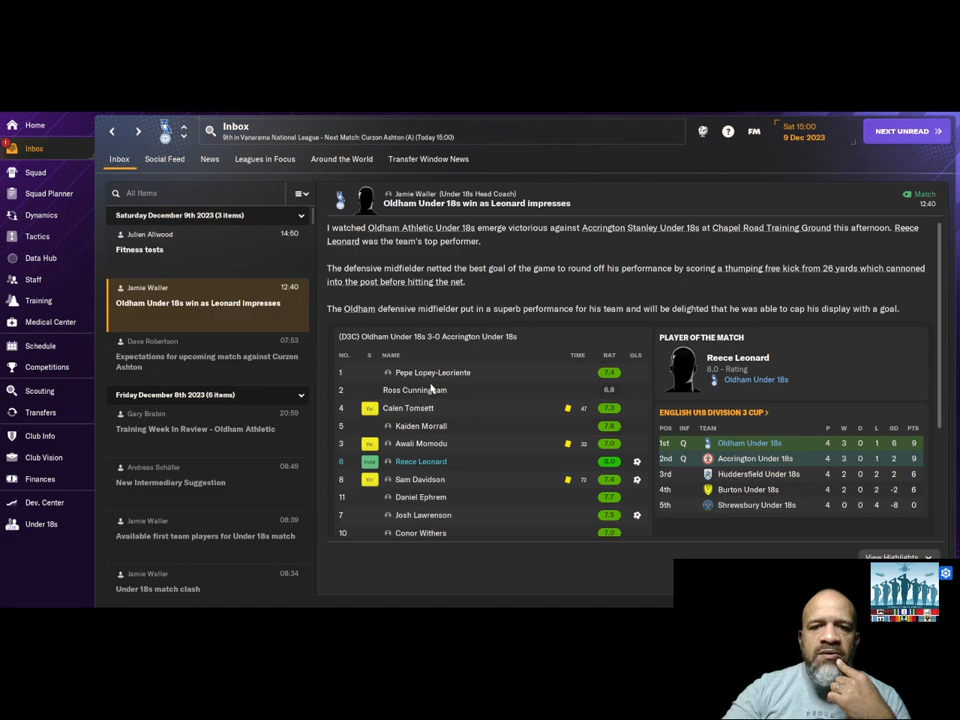 Home
Inbox
9th in Vanarama National League - Next Match: Curzon Ashton (A) (Today 15:00)
FM
Sat 15:00
9 Dec 2023
NEXT UNREAD
1
Inbox
Squad
Squad Planner
Dynamics
Tactics
Data Hub
Staff
Training
Medical Center
Schedule
Competitions
Scouting
Transfers
Club Info
Club Vision
Finances
Dev. Center
Under 18s
Inbox
Social Feed
News
Leagues in Focus
Around the World
Transfer Window News
All Items
Saturday December 9th 2023 (3 items)
Julien Allwood
14:50
Fitness tests
Jamie Waller
12:40
Oldham Under 18s win as Leonard impresses
Dave Robertson
07:53
Expectations for upcoming match against Curzon
Ashton
Friday December 8th 2023 (6 items)
Gary Brabin
20:59
Training Week In Review - Oldham Athletic
Andreas Schäfer
08:49
New Intermediary Suggestion
Jamie Waller
08:39
Available first team players for Under 18s match
Jamie Waller
08:34
Under 18s match clash
Jamie Waller (Under 18s Head Coach)
Oldham Under 18s win as Leonard impresses
Match
12:40
I watched Oldham Athletic Under 18s emerge victorious against Accrington Stanley Under 18s at Chapel Road Training Ground this afternoon. Reece
Leonard was the team's top performer.
The defensive midfielder netted the best goal of the game to round off his performance by scoring a thumping free kick from 26 yards which cannoned
into the post before hitting the net.
The Oldham defensive midfielder put in a superb performance for his team and will be delighted that he was able to cap his display with a goal.
(D3C) Oldham Under 18s 3-0 Accrington Under 18s
NO. S NAME TIME RAT GLS
1 Pepe Lopey-Leoriente 7.4
2 Ross Cunningham 6.8
4 Yel Calen Tomsett 47 7.3
5 Kaiden Morrall 7.8
3 Yel Awali Momodu 32 7.0
6 PoM Reece Leonard 8.0
8 Yel Sam Davidson 72 7.4
11 Daniel Ephrem 7.7
7 Josh Lawrenson 7.5
10 Conor Withers 7.0
PLAYER OF THE MATCH
Reece Leonard
8.0 - Rating
Oldham Under 18s
ENGLISH U18 DIVISION 3 CUP >
POS INF TEAM P W D L GD PTS
1st Q Oldham Under 18s 4 3 0 1 6 9
2nd Q Accrington Under 18s 4 3 0 1 2 9
3rd Huddersfield Under 18s 4 2 0 2 2 6
4th Burton Under 18s 4 2 0 2 -2 6
5th Shrewsbury Under 18s 4 0 0 4 -8 0
View Highlights